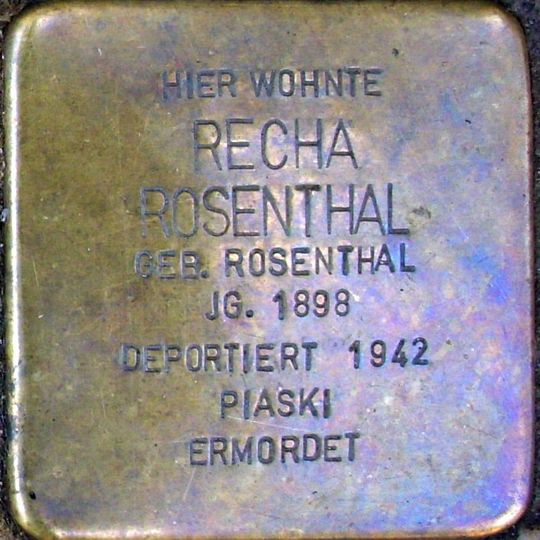 HIER WOHNTE
RECHA
ROSENTHAL
GEB. ROSENTHAL
JG. 1898
DEPORTIERT 1942
PIASKI
ERMORDET